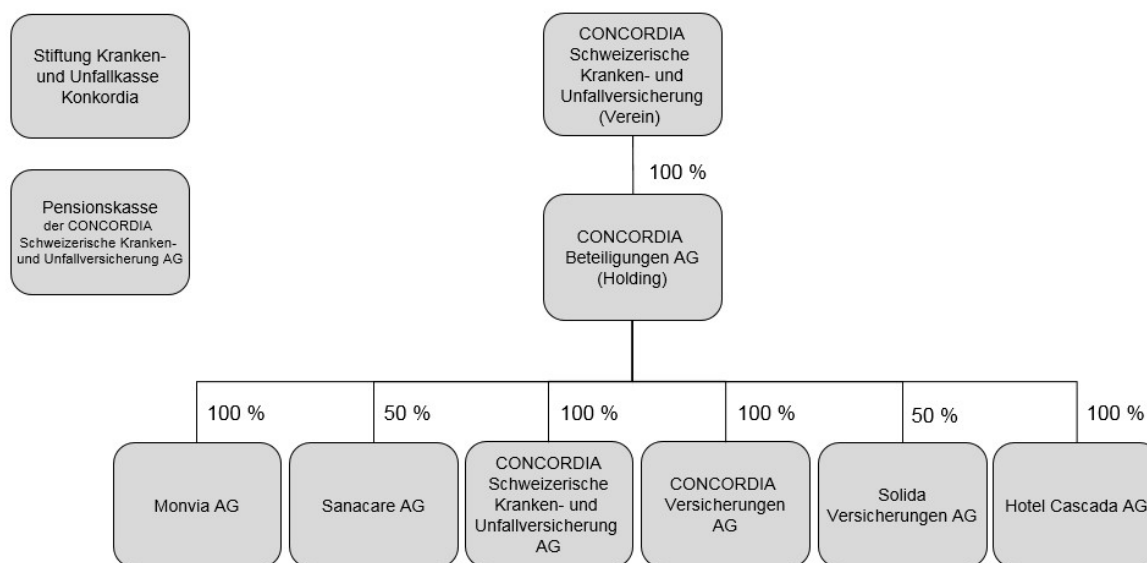 Stiftung Kranken-
und Unfallkasse
Konkordia
CONCORDIA
Schweizerische
Kranken- und
Unfallversicherung
(Verein)
100 %
Pensionskasse
der CONCORDIA
Schweizerische Kranken-
und Unfallversicherung AG
CONCORDIA
Beteiligungen AG
(Holding)
100 %
50 %
100 %
100 %
50 %
100 %
Monvia AG
Sanacare AG
CONCORDIA
Schweizerische
Kranken- und
Unfallversicherung
AG
CONCORDIA
Versicherungen
AG
Solida
Versicherungen AG
Hotel Cascada AG